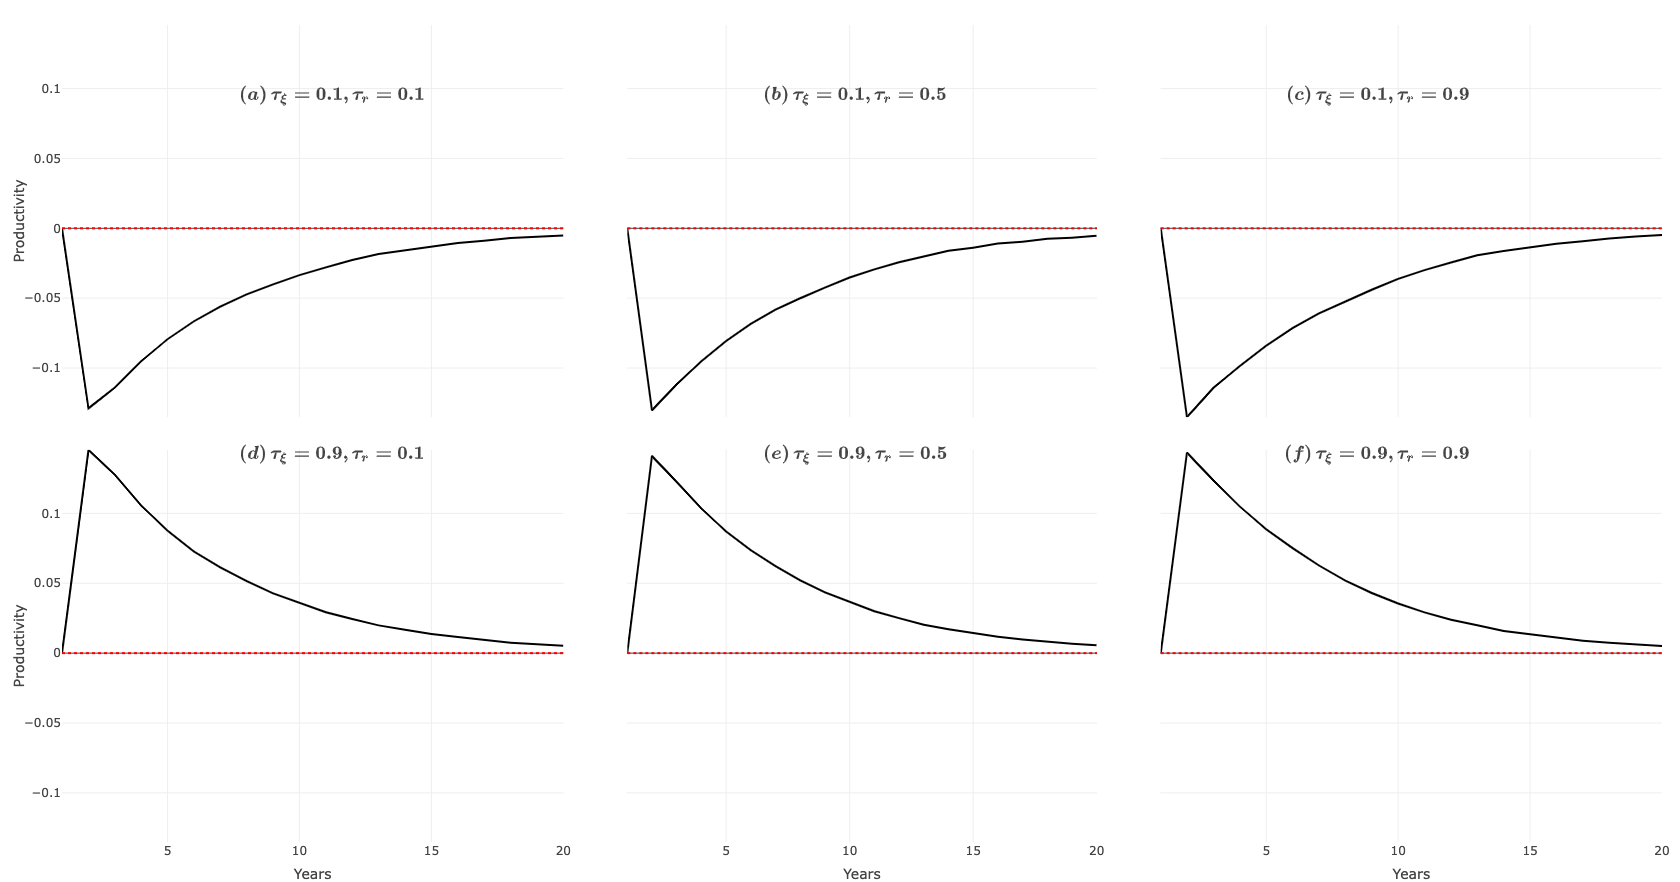 (a) τ_ξ = 0.1, τ_r = 0.1
(b) τ_ξ = 0.1, τ_r = 0.5
(c) τ_ξ = 0.1, τ_r = 0.9
0.1
0.05
0
−0.05
−0.1
Productivity
(d) τ_ξ = 0.9, τ_r = 0.1
(e) τ_ξ = 0.9, τ_r = 0.5
(f) τ_ξ = 0.9, τ_r = 0.9
0.1
0.05
0
−0.05
−0.1
Productivity
5 10 15 20
5 10 15 20
5 10 15 20
Years
Years
Years